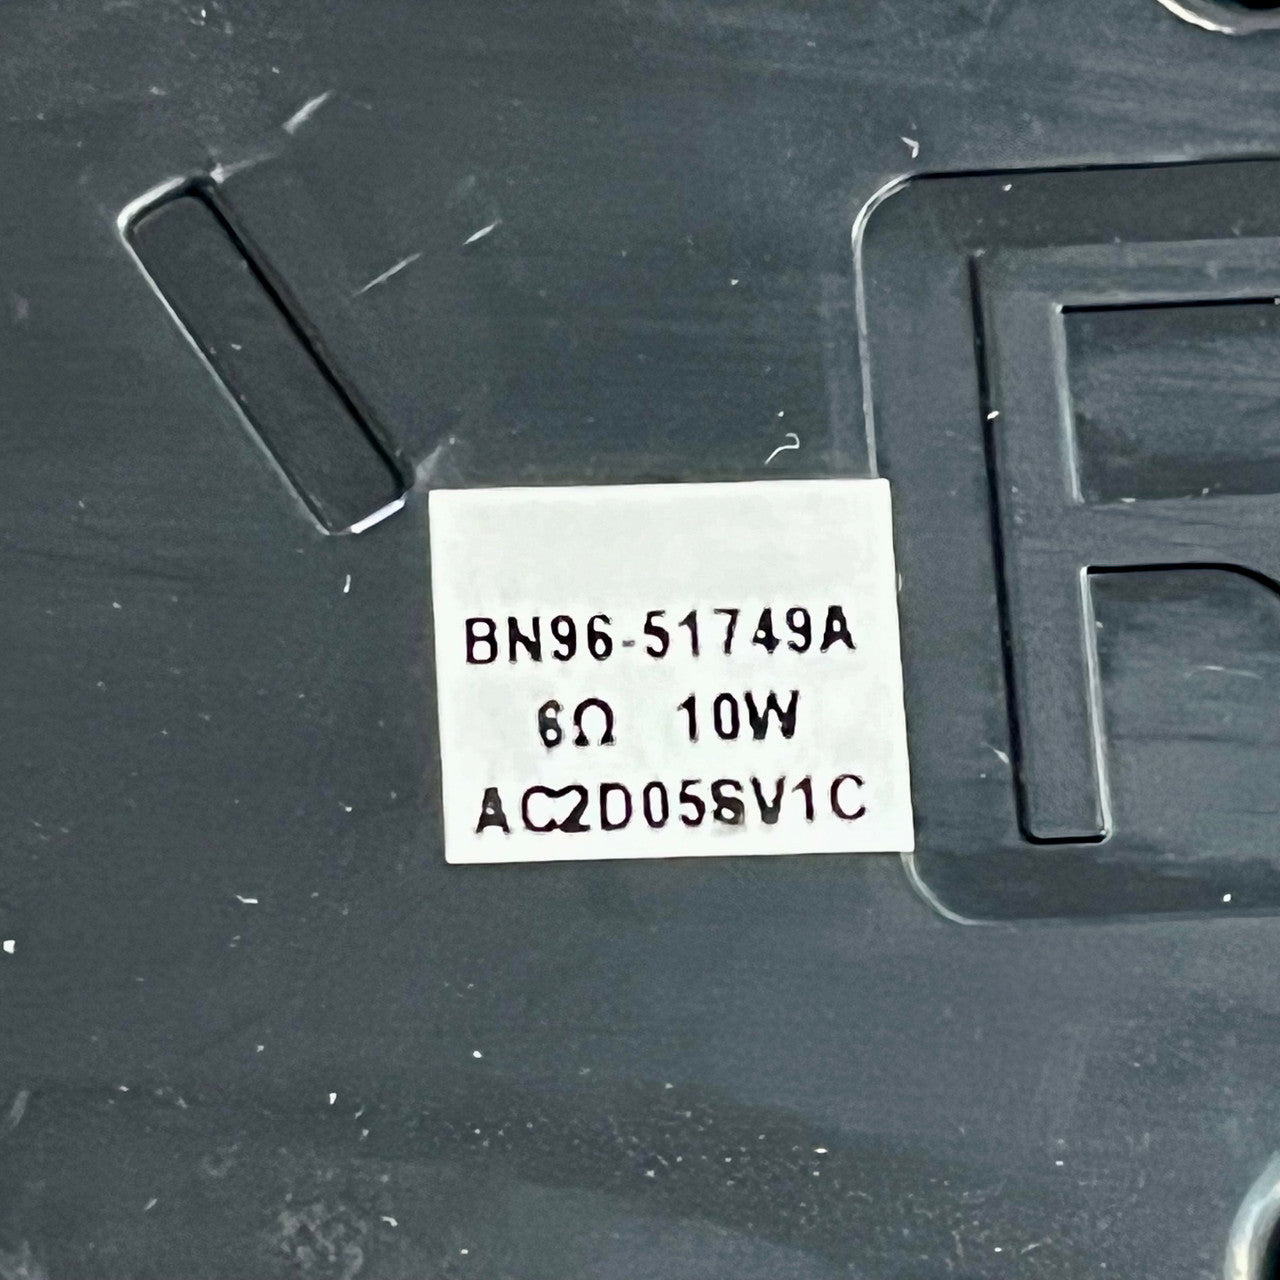 BN96-51749A
6Ω 10W
AC2D05SV1C
R